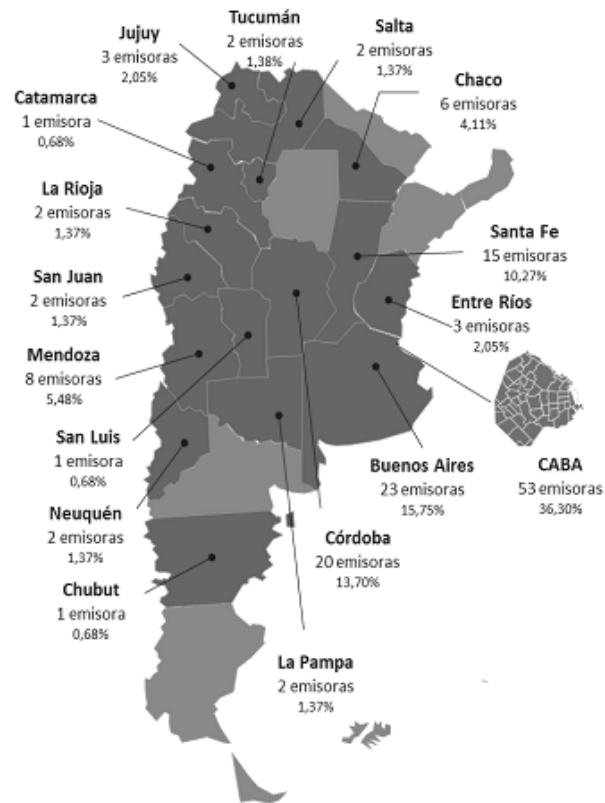 Jujuy
3 emisoras
2,05%
Tucumán
2 emisoras
1,38%
Salta
2 emisoras
1,37%
Chaco
6 emisoras
4,11%
Catamarca
1 emisora
0,68%
La Rioja
2 emisoras
1,37%
San Juan
2 emisoras
1,37%
Mendoza
8 emisoras
5,48%
San Luis
1 emisora
0,68%
Neuquén
2 emisoras
1,37%
Chubut
1 emisora
0,68%
Santa Fe
15 emisoras
10,27%
Entre Ríos
3 emisoras
2,05%
Buenos Aires
23 emisoras
15,75%
CABA
53 emisoras
36,30%
Córdoba
20 emisoras
13,70%
La Pampa
2 emisoras
1,37%